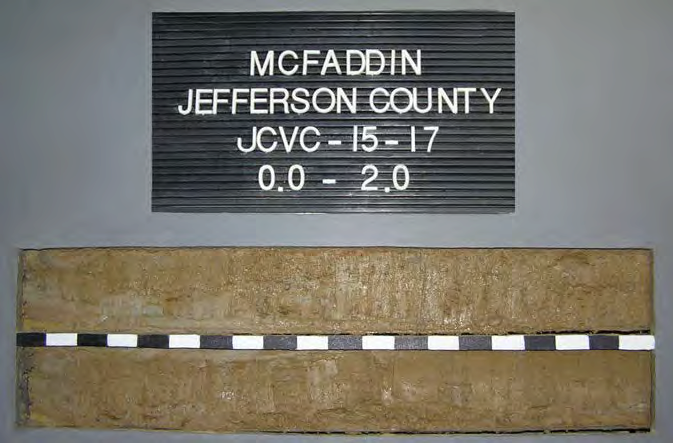 MCFADDIN
JEFFERSON COUNTY
JCVC-15-17
0.0 - 2.0